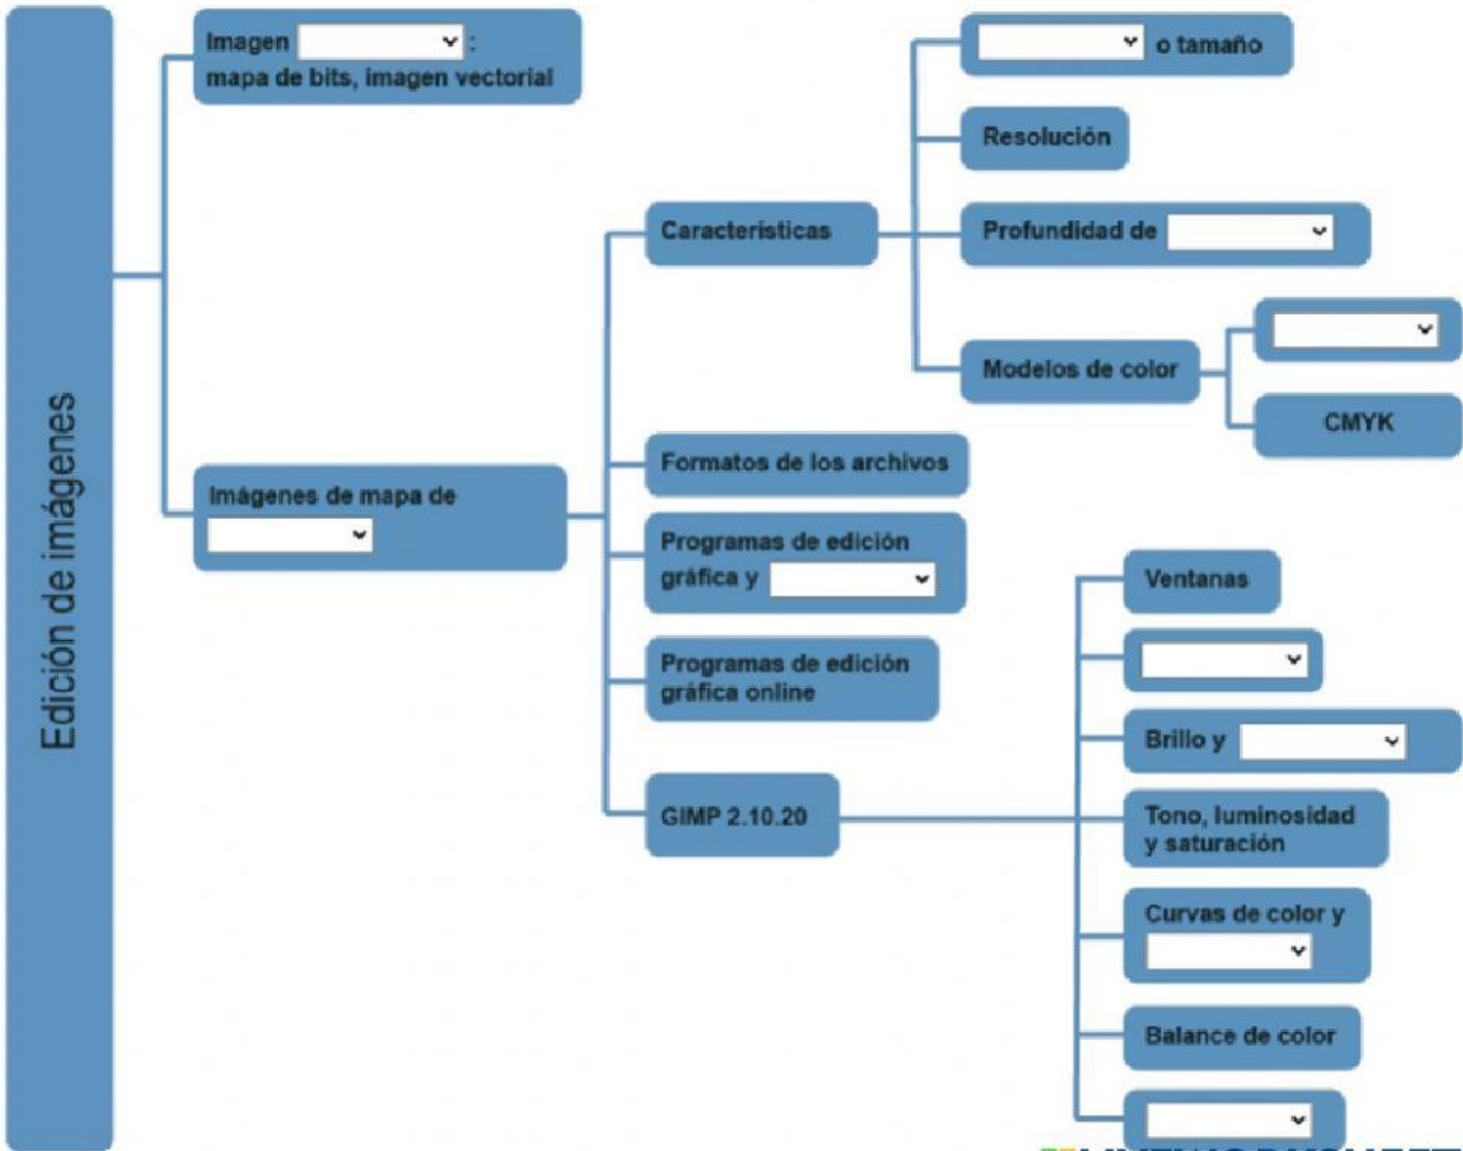 Edición de imágenes
Imagen :
mapa de bits, imagen vectorial
Imágenes de mapa de
Características
o tamaño
Resolución
Profundidad de
Modelos de color
CMYK
Formatos de los archivos
Programas de edición
gráfica y
Programas de edición
gráfica online
GIMP 2.10.20
Ventanas
Brillo y
Tono, luminosidad
y saturación
Curvas de color y
Balance de color